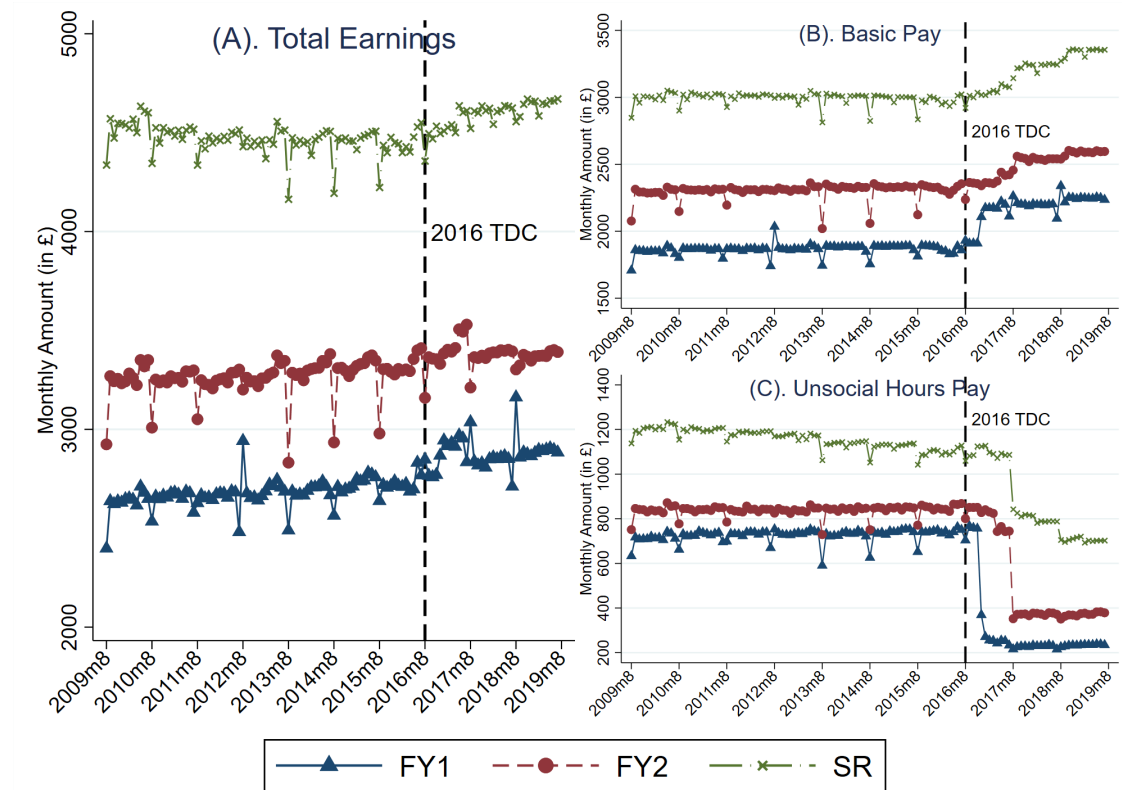 (A). Total Earnings
Monthly Amount (in £)
5000
4000
3000
2000
2016 TDC
2009m8
2010m8
2011m8
2012m8
2013m8
2014m8
2015m8
2016m8
2017m8
2018m8
2019m8
(B). Basic Pay
Monthly Amount (in £)
3500
3000
2500
2000
1500
2016 TDC
2009m8
2010m8
2011m8
2012m8
2013m8
2014m8
2015m8
2016m8
2017m8
2018m8
2019m8
(C). Unsocial Hours Pay
Monthly Amount (in £)
1400
1200
1000
800
600
400
200
2016 TDC
2009m8
2010m8
2011m8
2012m8
2013m8
2014m8
2015m8
2016m8
2017m8
2018m8
2019m8
FY1 FY2 SR